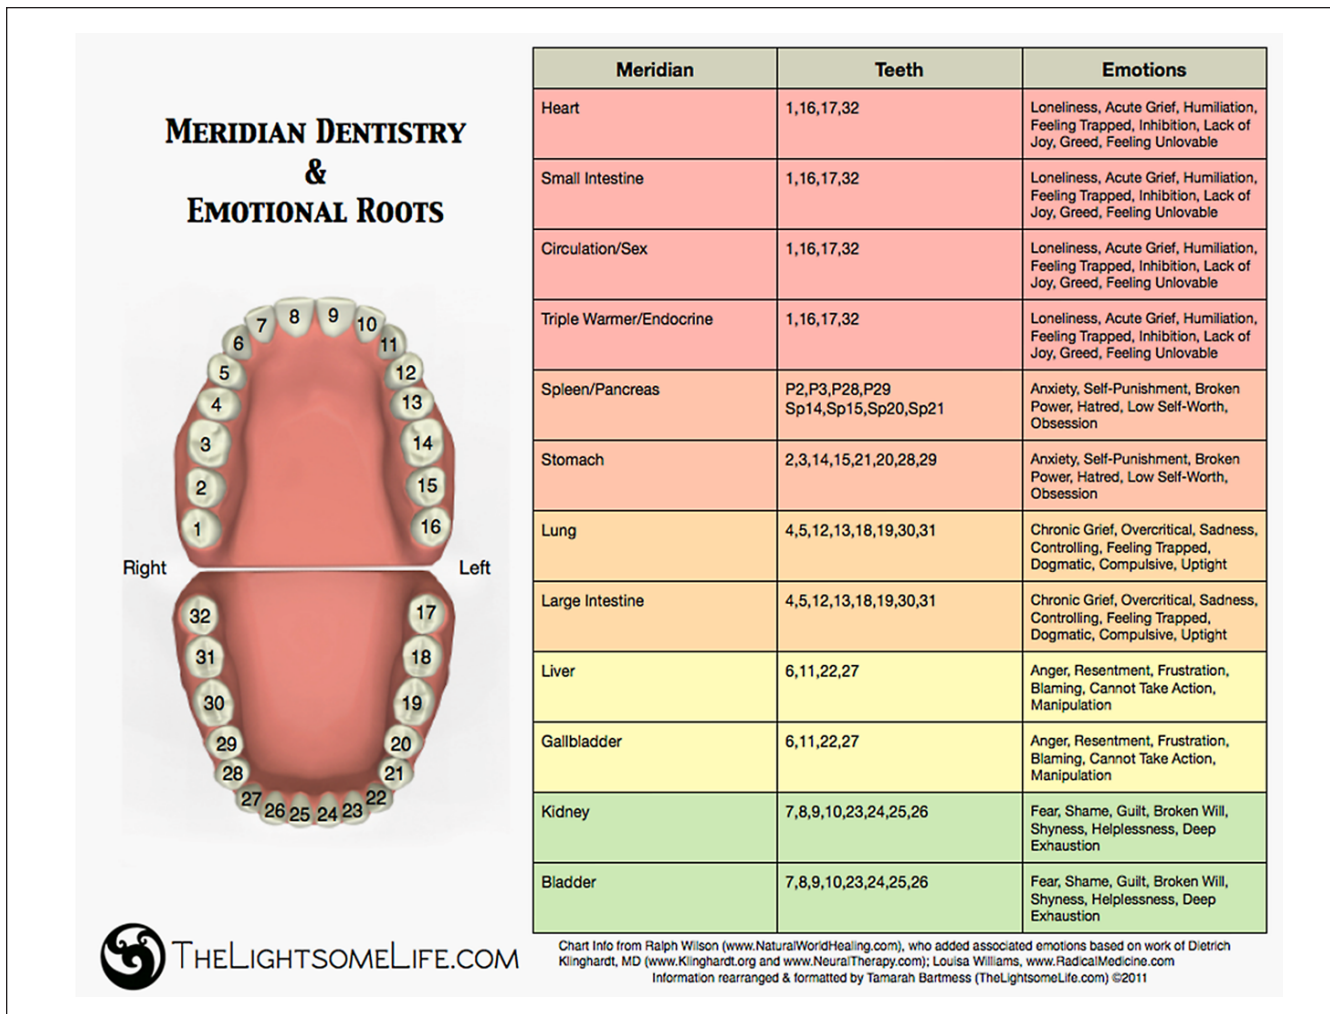 MERIDIAN DENTISTRY
&
EMOTIONAL ROOTS
1
2
3
4
5
6
7
8
9
10
11
12
13
14
15
16
Right
Left
32
31
30
29
28
27
26
25
24
23
22
21
20
19
18
17
THELIGHTSOMELIFE.COM
Meridian Teeth Emotions
Heart 1,16,17,32 Loneliness, Acute Grief, Humiliation,
Feeling Trapped, Inhibition, Lack of
Joy, Greed, Feeling Unlovable
Small Intestine 1,16,17,32 Loneliness, Acute Grief, Humiliation,
Feeling Trapped, Inhibition, Lack of
Joy, Greed, Feeling Unlovable
Circulation/Sex 1,16,17,32 Loneliness, Acute Grief, Humiliation,
Feeling Trapped, Inhibition, Lack of
Joy, Greed, Feeling Unlovable
Triple Warmer/Endocrine 1,16,17,32 Loneliness, Acute Grief, Humiliation,
Feeling Trapped, Inhibition, Lack of
Joy, Greed, Feeling Unlovable
Spleen/Pancreas P2,P3,P28,P29 Anxiety, Self-Punishment, Broken
Sp14,Sp15,Sp20,Sp21 Power, Hatred, Low Self-Worth,
Obsession
Stomach 2,3,14,15,21,20,28,29 Anxiety, Self-Punishment, Broken
Power, Hatred, Low Self-Worth,
Obsession
Lung 4,5,12,13,18,19,30,31 Chronic Grief, Overcritical, Sadness,
Controlling, Feeling Trapped,
Dogmatic, Compulsive, Uptight
Large Intestine 4,5,12,13,18,19,30,31 Chronic Grief, Overcritical, Sadness,
Controlling, Feeling Trapped,
Dogmatic, Compulsive, Uptight
Liver 6,11,22,27 Anger, Resentment, Frustration,
Blaming, Cannot Take Action,
Manipulation
Gallbladder 6,11,22,27 Anger, Resentment, Frustration,
Blaming, Cannot Take Action,
Manipulation
Kidney 7,8,9,10,23,24,25,26 Fear, Shame, Guilt, Broken Will,
Shyness, Helplessness, Deep
Exhaustion
Bladder 7,8,9,10,23,24,25,26 Fear, Shame, Guilt, Broken Will,
Shyness, Helplessness, Deep
Exhaustion
Chart Info from Ralph Wilson (www.NaturalWorldHealing.com), who added associated emotions based on work of Dietrich
Klinghardt, MD (www.Klinghardt.org and www.NeuralTherapy.com); Louisa Williams, www.RadicalMedicine.com
Information rearranged & formatted by Tamarah Bartmess (TheLightsomeLife.com) ©2011